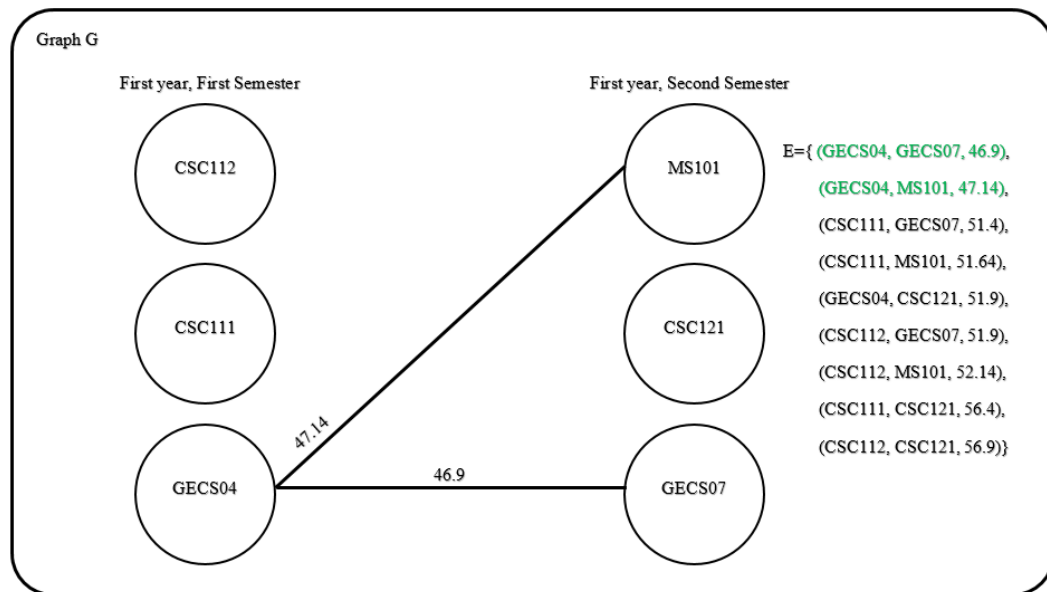 Graph G
First year, First Semester
First year, Second Semester
CSC112
MS101
E={ (GECS04, GECS07, 46.9),
(GECS04, MS101, 47.14),
(CSC111, GECS07, 51.4),
(CSC111, MS101, 51.64),
(GECS04, CSC121, 51.9),
(CSC112, GECS07, 51.9),
(CSC112, MS101, 52.14),
(CSC111, CSC121, 56.4),
(CSC112, CSC121, 56.9)}
CSC111
CSC121
47.14
46.9
GECS04
GECS07